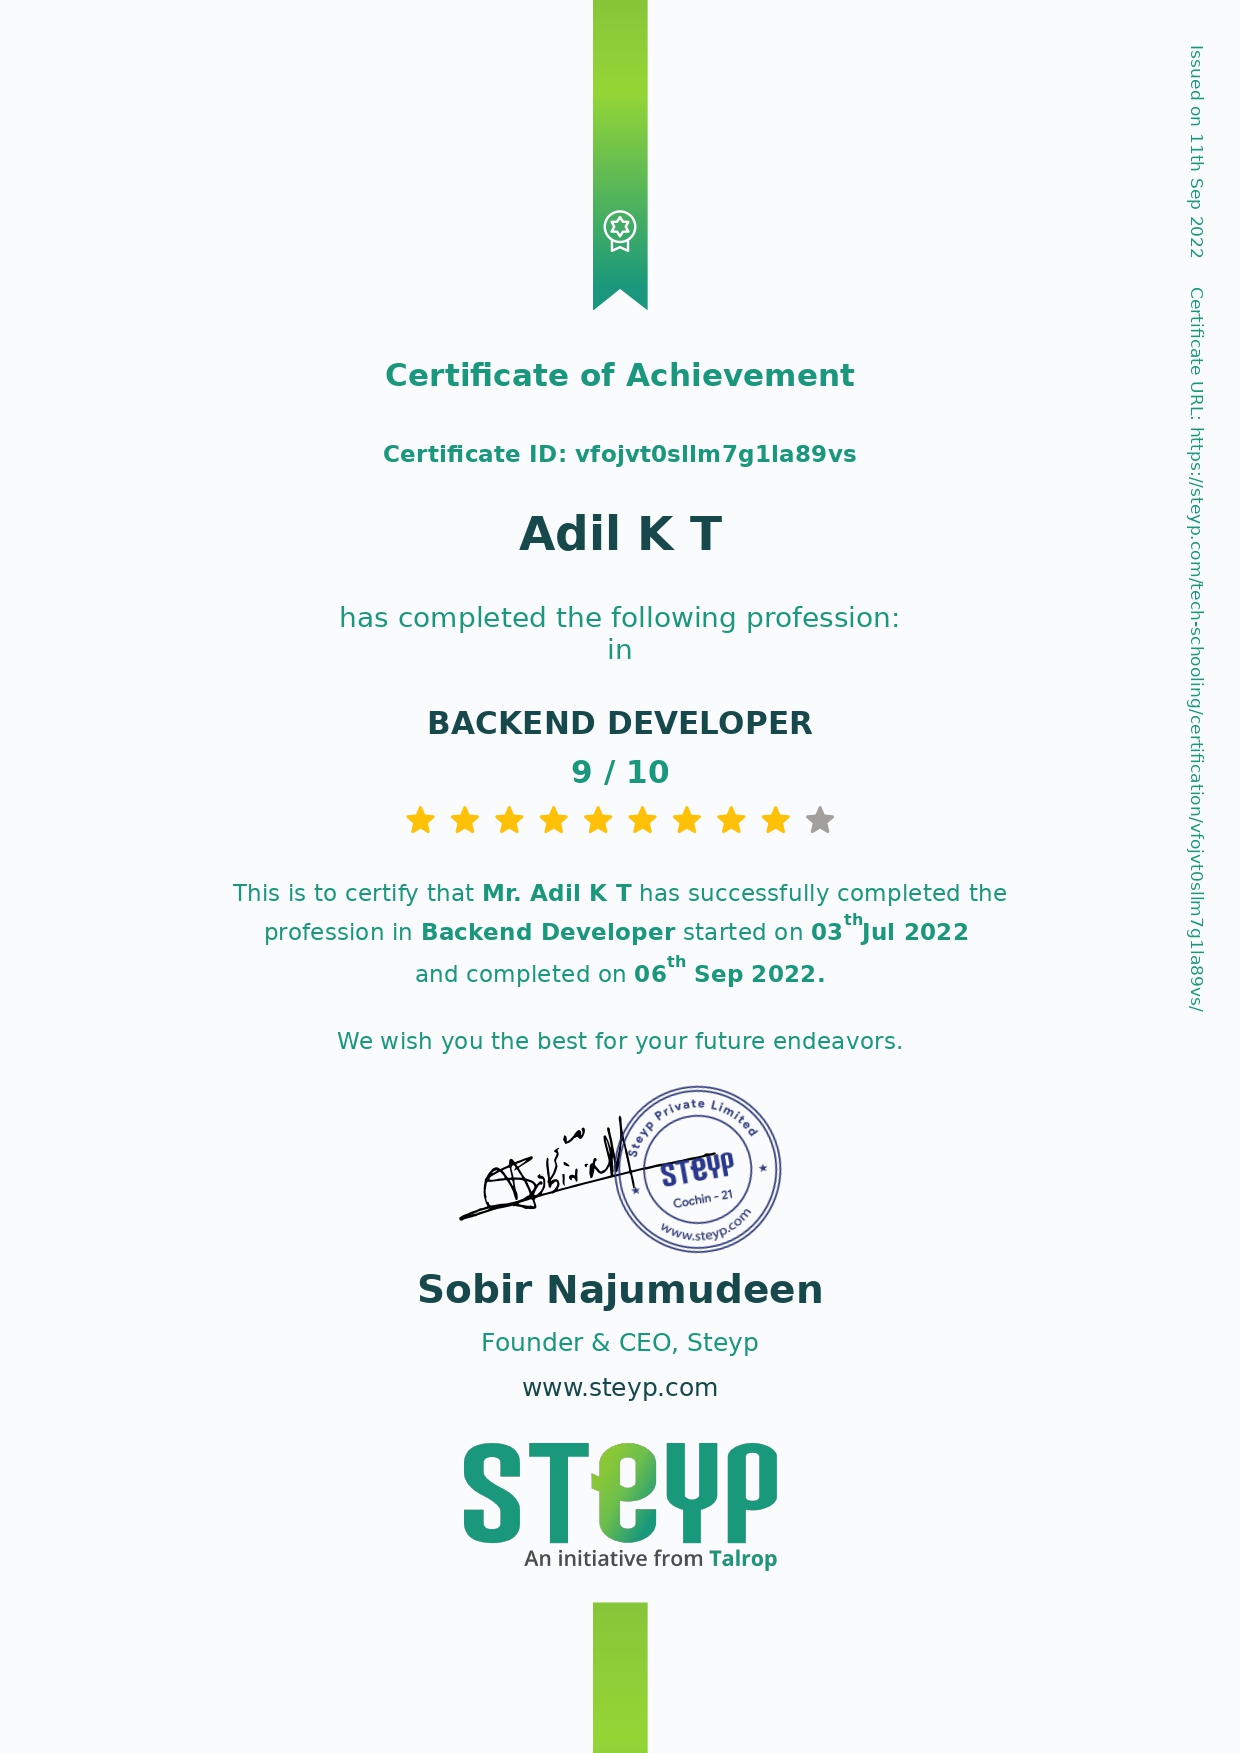 Certificate of Achievement
Certificate ID: vfojvt0sllm7g1la89vs
Adil K T
has completed the following profession:
in
BACKEND DEVELOPER
9 / 10
This is to certify that Mr. Adil K T has successfully completed the
profession in Backend Developer started on 03th Jul 2022
and completed on 06th Sep 2022.
We wish you the best for your future endeavors.
Steyp Private Limited
STEYP
Cochin - 21
www.steyp.com
Sobir Najumudeen
Founder & CEO, Steyp
www.steyp.com
STEYP
An initiative from Talrop
Issued on 11th Sep 2022 Certificate URL: https://steyp.com/tech-schooling/certification/vfojvt0sllm7g1la89vs/